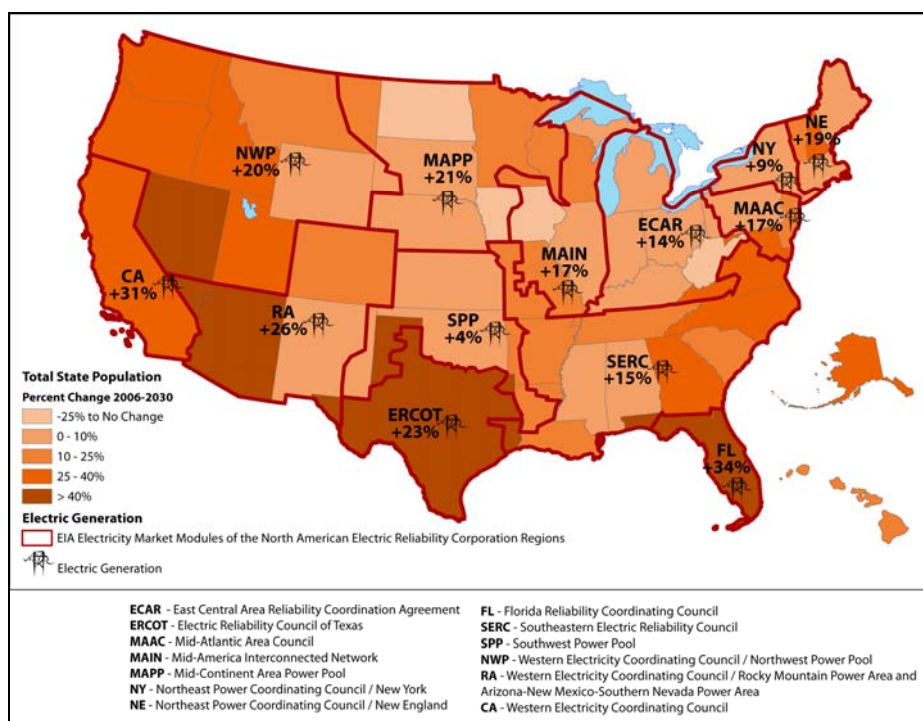 NWP
+20%
MAPP
+21%
NE
+19%
NY
+9%
MAAC
+17%
ECAR
+14%
MAIN
+17%
CA
+31%
RA
+26%
SPP
+4%
SERC
+15%
ERCOT
+23%
FL
+34%
Total State Population
Percent Change 2006-2030
-25% to No Change
0 - 10%
10 - 25%
25 - 40%
> 40%
Electric Generation
EIA Electricity Market Modules of the North American Electric Reliability Corporation Regions
Electric Generation
ECAR - East Central Area Reliability Coordination Agreement
ERCOT - Electric Reliability Council of Texas
MAAC - Mid-Atlantic Area Council
MAIN - Mid-America Interconnected Network
MAPP - Mid-Continent Area Power Pool
NY - Northeast Power Coordinating Council / New York
NE - Northeast Power Coordinating Council / New England
FL - Florida Reliability Coordinating Council
SERC - Southeastern Electric Reliability Council
SPP - Southwest Power Pool
NWP - Western Electricity Coordinating Council / Northwest Power Pool
RA - Western Electricity Coordinating Council / Rocky Mountain Power Area and
Arizona-New Mexico-Southern Nevada Power Area
CA - Western Electricity Coordinating Council